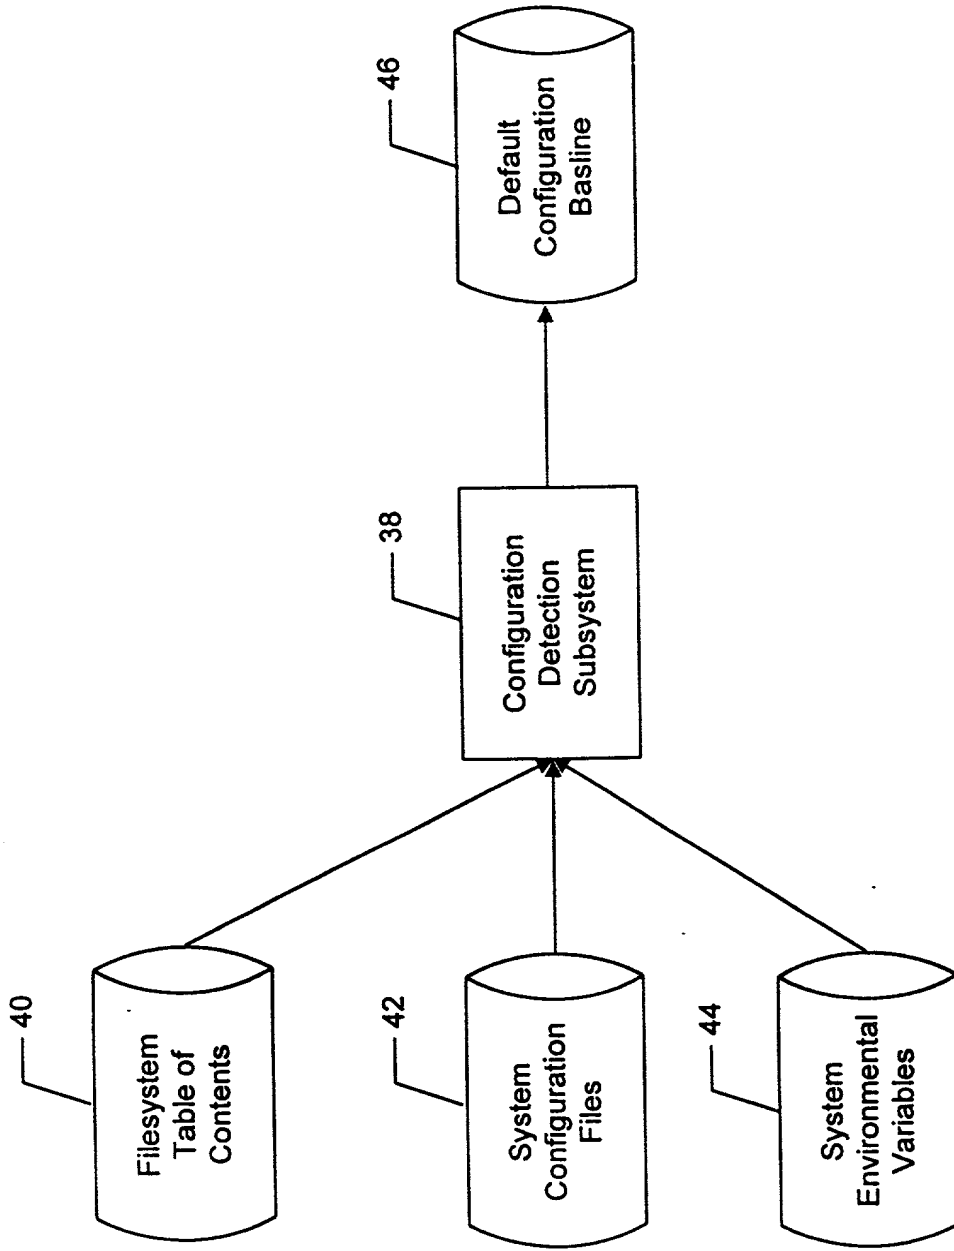 40
Filesystem
Table of
Contents
42
System
Configuration
Files
44
System
Environmental
Variables
38
Configuration
Detection
Subsystem
46
Default
Configuration
Basline